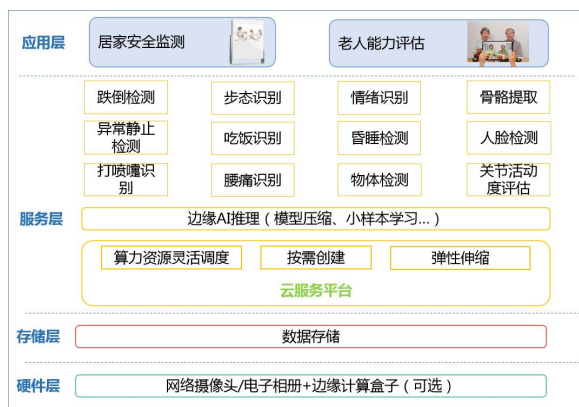 应用层
居家安全监测
老人能力评估
跌倒检测
步态识别
情绪识别
骨骼提取
异常静止
检测
吃饭识别
昏睡检测
人脸检测
打喷嚏识
别
腰痛识别
物体检测
关节活动
度评估
服务层
边缘AI推理（模型压缩、小样本学习...）
算力资源灵活调度
按需创建
弹性伸缩
云服务平台
存储层
数据存储
硬件层
网络摄像头/电子相册+边缘计算盒子（可选）